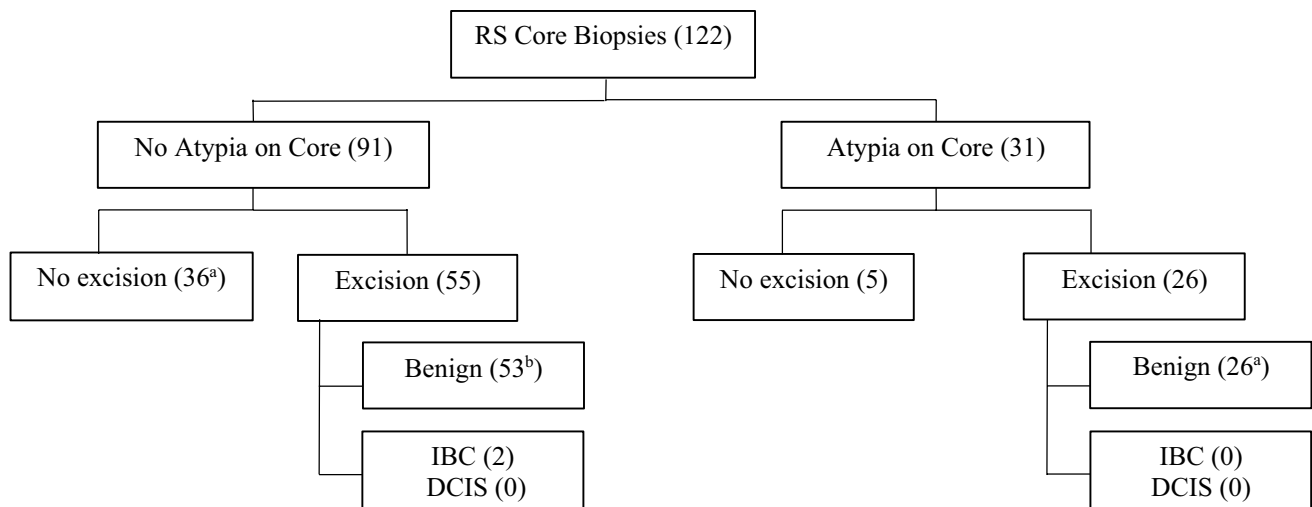 RS Core Biopsies (122)
No Atypia on Core (91)
Atypia on Core (31)
No excision (36ᵃ)
Excision (55)
No excision (5)
Excision (26)
Benign (53ᵇ)
Benign (26ᵃ)
IBC (2)
DCIS (0)
IBC (0)
DCIS (0)